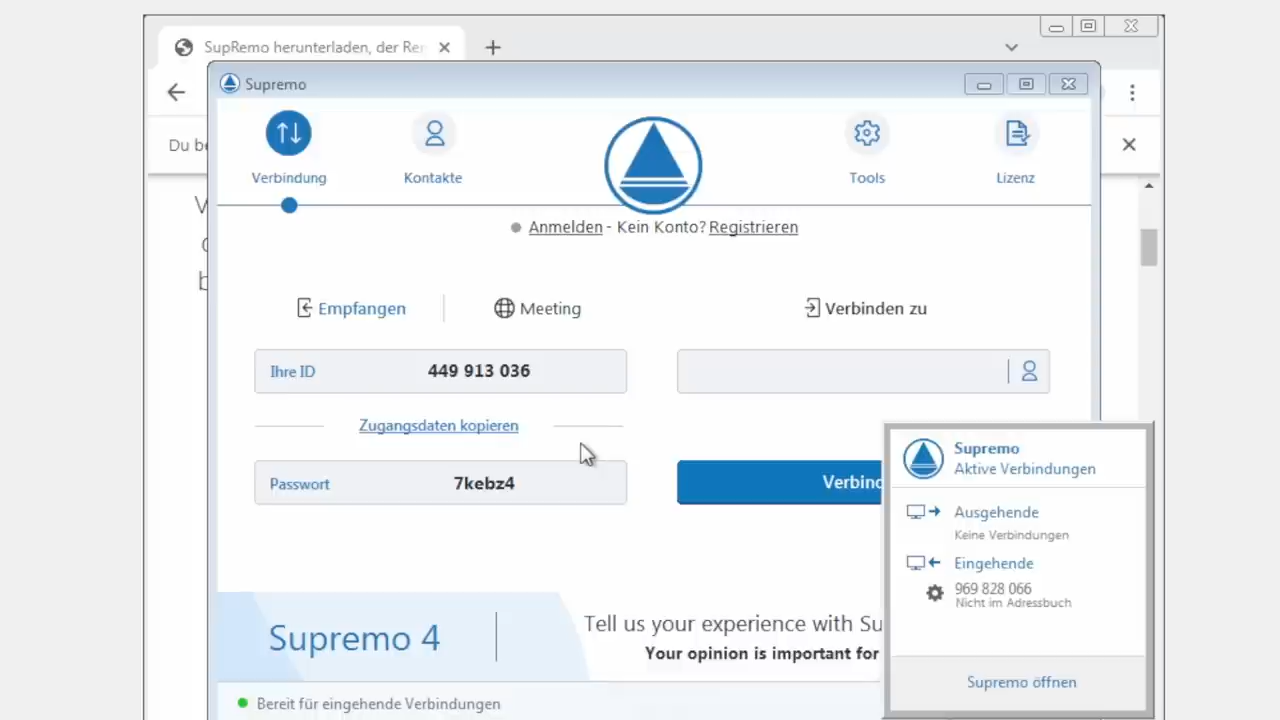 SupRemo herunterladen, der Re
Supremo
Du be
Verbindung
Kontakte
Tools
Lizenz
Anmelden - Kein Konto? Registrieren
Empfangen
Meeting
Verbinden zu
Ihre ID
449 913 036
Zugangsdaten kopieren
Passwort
7kebz4
Verbind
Supremo
Aktive Verbindungen
Ausgehende
Keine Verbindungen
Eingehende
969 828 066
Nicht im Adressbuch
Supremo öffnen
Supremo 4
Tell us your experience with Su
Your opinion is important for
Bereit für eingehende Verbindungen